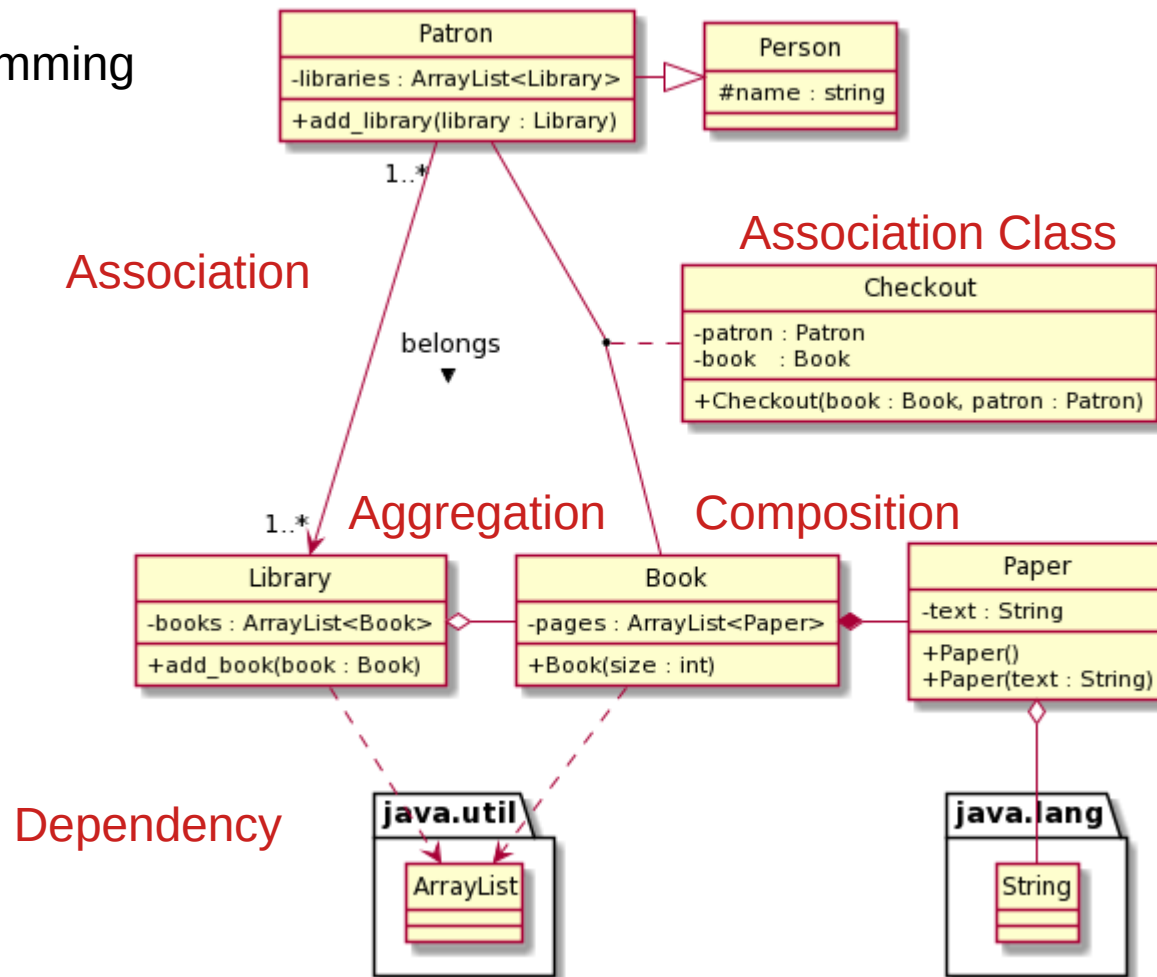 mming
Patron
-libraries : ArrayList<Library>
+add_library(library : Library)
Person
#name : string
1..*
Association
belongs
▼
Association Class
Checkout
-patron : Patron
-book : Book
+Checkout(book : Book, patron : Patron)
1..*
Aggregation
Composition
Library
-books : ArrayList<Book>
+add_book(book : Book)
Book
-pages : ArrayList<Paper>
+Book(size : int)
Paper
-text : String
+Paper()
+Paper(text : String)
Dependency
java.util
ArrayList
java.lang
String